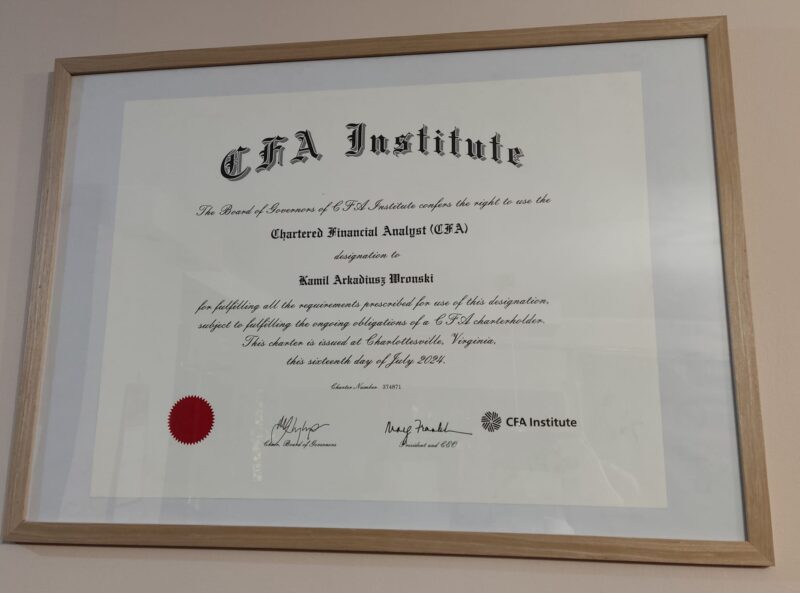 CFA Institute
The Board of Governors of CFA Institute confers the right to use the
Chartered Financial Analyst (CFA)
designation to
Kamil Arkadiusz Wronski
for fulfilling all the requirements prescribed for use of this designation,
subject to fulfilling the ongoing obligations of a CFA charterholder.
This charter is issued at Charlottesville, Virginia,
this sixteenth day of July 2024.
Charter Number 374871
Marg Franklin
CFA Institute
Chair, Board of Governors
President and CEO